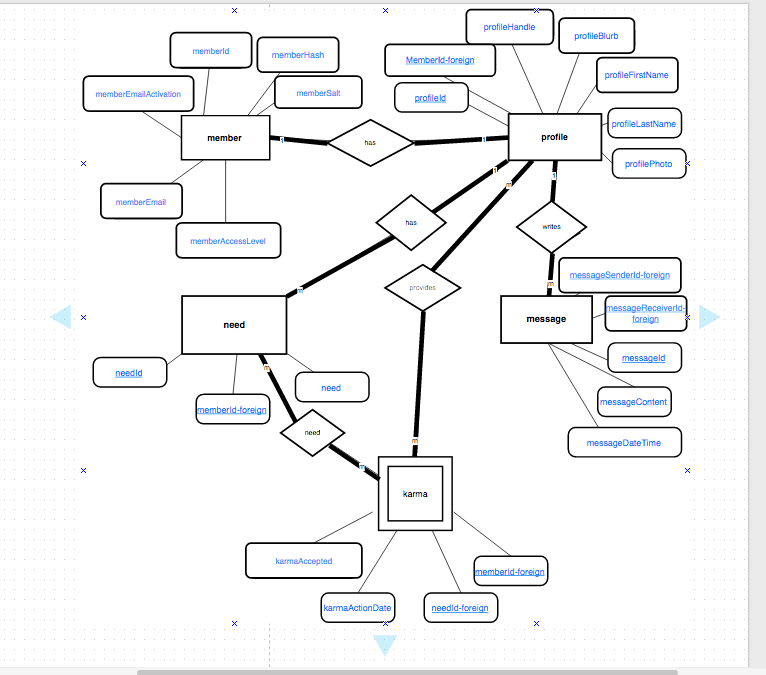 profileHandle
profileBlurb
memberId
memberHash
MemberId-foreign
profileFirstName
memberEmailActivation
memberSalt
profileId
profileLastName
member
1
has
1
profile
profilePhoto
1
m
1
memberEmail
has
writes
memberAccessLevel
messageSenderId-foreign
provides
m
m
messageReceiverId-
foreign
need
message
messageId
m
needId
need
messageContent
memberId-foreign
need
m
messageDateTime
m
karma
karmaAccepted
memberId-foreign
karmaActionDate
needId-foreign